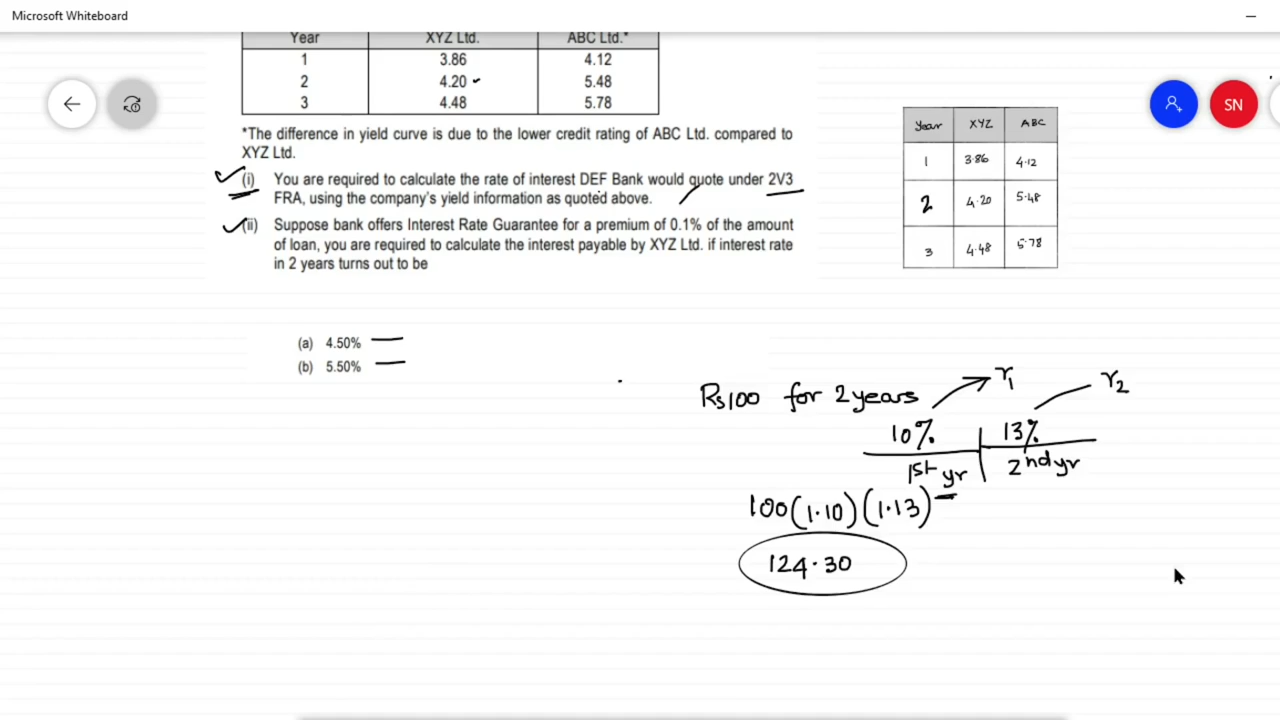 Microsoft Whiteboard
Year XYZ Ltd. ABC Ltd.*
1 3.86 4.12
2 4.20 5.48
3 4.48 5.78
*The difference in yield curve is due to the lower credit rating of ABC Ltd. compared to
XYZ Ltd.
(i) You are required to calculate the rate of interest DEF Bank would quote under 2V3
FRA, using the company's yield information as quoted above.
(ii) Suppose bank offers Interest Rate Guarantee for a premium of 0.1% of the amount
of loan, you are required to calculate the interest payable by XYZ Ltd. if interest rate
in 2 years turns out to be
(a) 4.50%
(b) 5.50%
SN
Year XYZ ABC
1 3.86 4.12
2 4.20 5.48
3 4.48 5.78
Rs100 for 2years r1 r2
10% 13%
1st yr 2nd yr
100(1.10)(1.13)
124.30